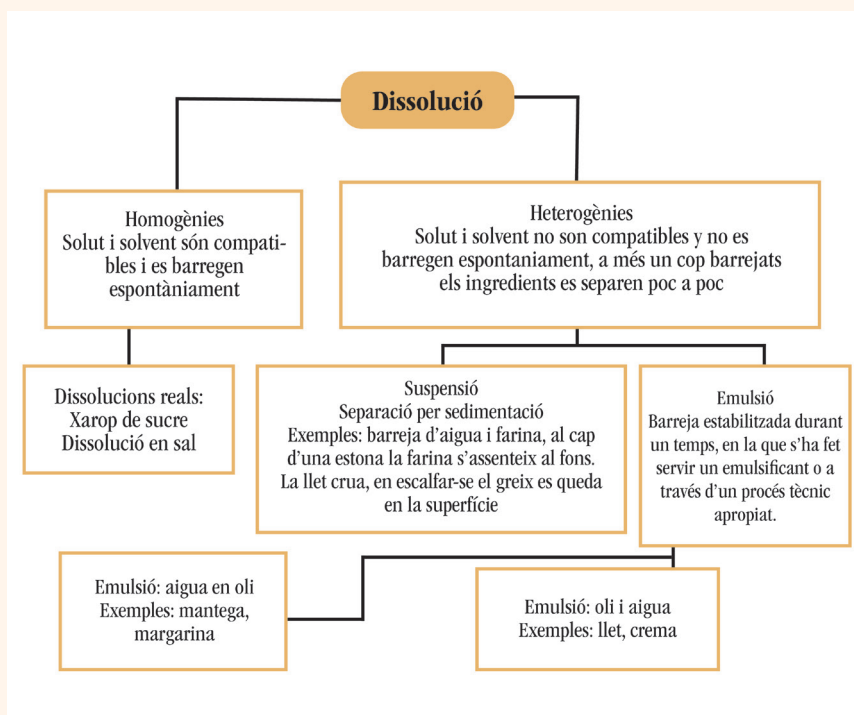 Dissolució
Homogènies
Solut i solvent són compati-
bles i es barregen
espontàniament
Heterogènies
Solut i solvent no son compatibles y no es
barregen espontaniament, a més un cop barrejats
els ingredients es separen poc a poc
Dissolucions reals:
Xarop de sucre
Dissolució en sal
Suspensió
Separació per sedimentació
Exemples: barreja d’aigua i farina, al cap
d’una estona la farina s’assenteix al fons.
La llet crua, en escalfar-se el greix es queda
en la superfície
Emulsió
Barreja estabilitzada durant
un temps, en la que s’ha fet
servir un emulsificant o a
través d’un procés tècnic
apropiat.
Emulsió: aigua en oli
Exemples: mantega,
margarina
Emulsió: oli i aigua
Exemples: llet, crema